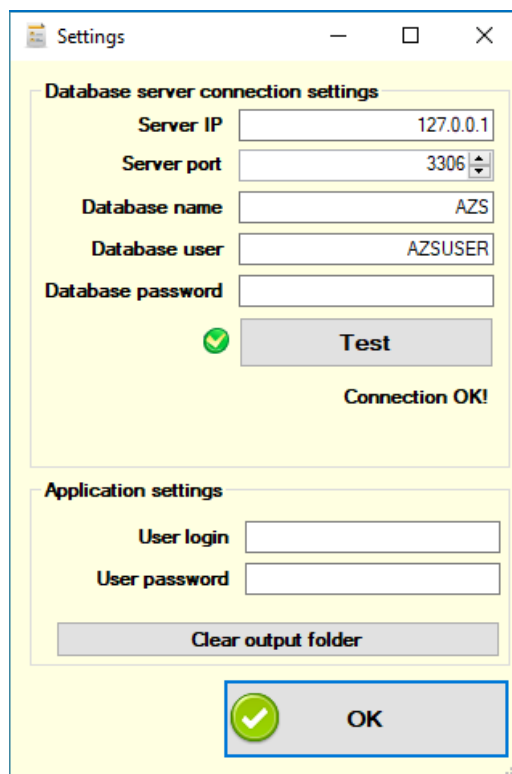 Settings
Database server connection settings
Server IP 127.0.0.1
Server port 3306
Database name AZS
Database user AZSUSER
Database password
Test
Connection OK!
Application settings
User login
User password
Clear output folder
OK